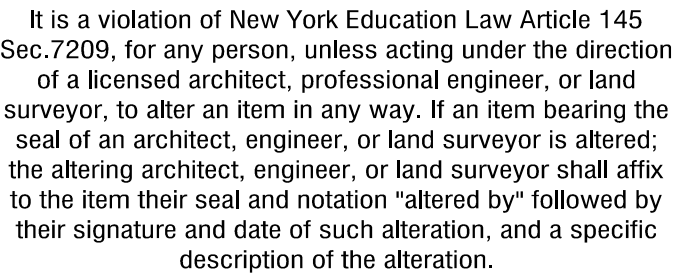 It is a violation of New York Education Law Article 145
Sec.7209, for any person, unless acting under the direction
of a licensed architect, professional engineer, or land
surveyor, to alter an item in any way. If an item bearing the
seal of an architect, engineer, or land surveyor is altered;
the altering architect, engineer, or land surveyor shall affix
to the item their seal and notation "altered by" followed by
their signature and date of such alteration, and a specific
description of the alteration.